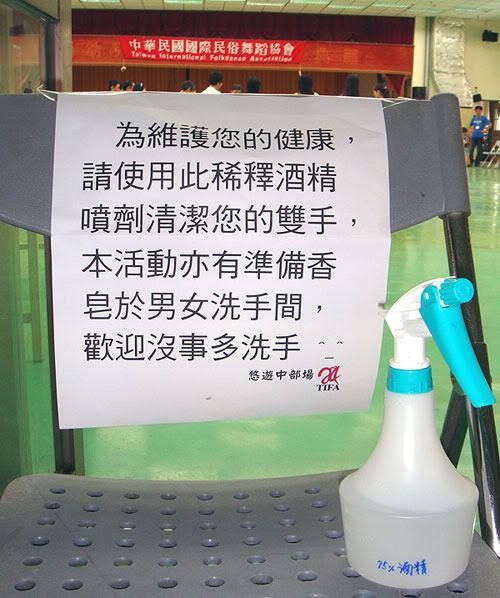 中華民國國際民俗舞蹈協會
Taiwan International Folkdance Association
為維護您的健康，
請使用此稀釋酒精
噴劑清潔您的雙手，
本活動亦有準備香
皂於男女洗手間，
歡迎沒事多洗手 ^_^
悠遊中部場
TIFA
75% 酒精